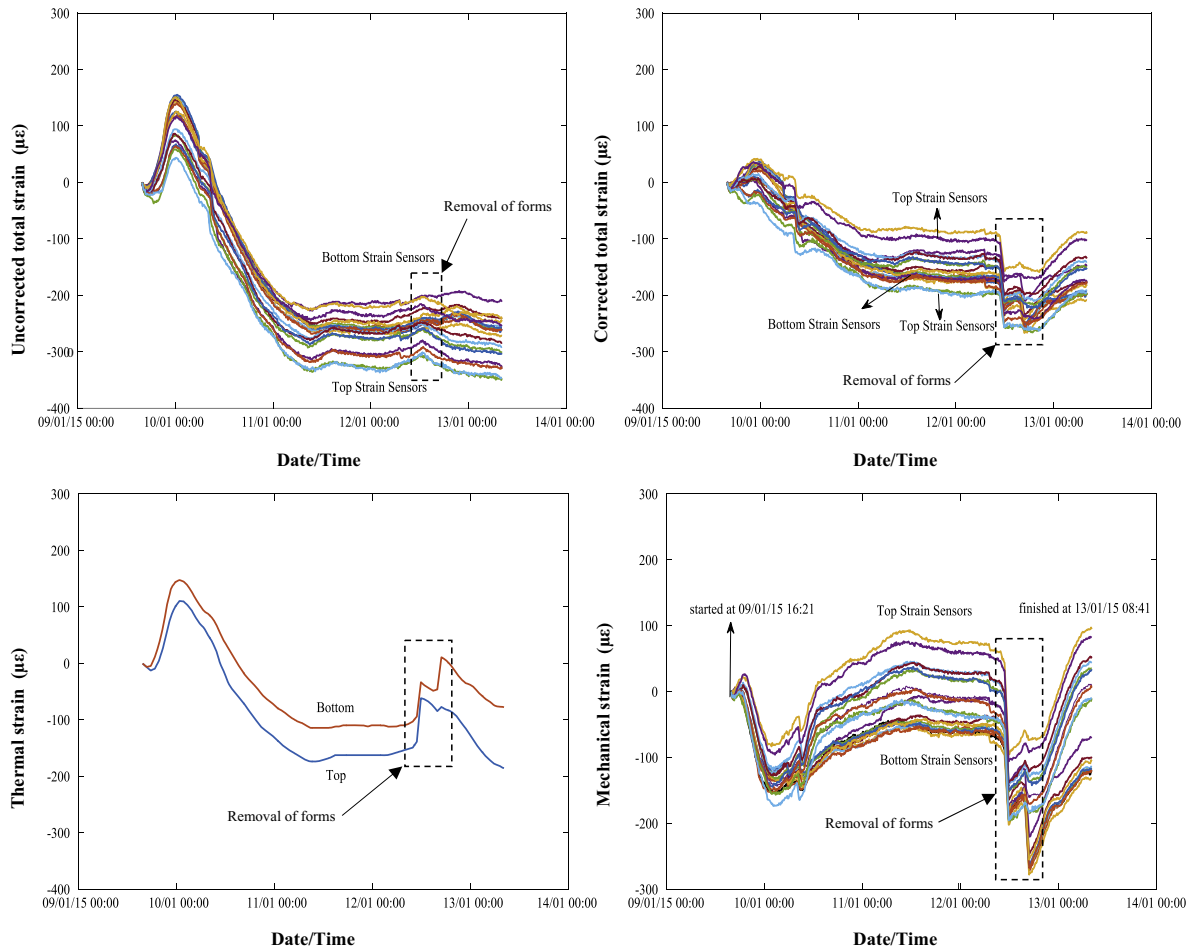 300
200
100
0
-100
-200
-300
-400
Uncorrected total strain (με)
Removal of forms
Bottom Strain Sensors
Top Strain Sensors
09/01/15 00:00 10/01 00:00 11/01 00:00 12/01 00:00 13/01 00:00 14/01 00:00
Date/Time
300
200
100
0
-100
-200
-300
-400
Corrected total strain (με)
Top Strain Sensors
Bottom Strain Sensors
Top Strain Sensors
Removal of forms
09/01/15 00:00 10/01 00:00 11/01 00:00 12/01 00:00 13/01 00:00 14/01 00:00
Date/Time
300
200
100
0
-100
-200
-300
-400
Thermal strain (με)
Bottom
Top
Removal of forms
09/01/15 00:00 10/01 00:00 11/01 00:00 12/01 00:00 13/01 00:00 14/01 00:00
Date/Time
300
200
100
0
-100
-200
-300
Mechanical strain (με)
started at 09/01/15 16:21
Top Strain Sensors
finished at 13/01/15 08:41
Bottom Strain Sensors
Removal of forms
09/01/15 00:00 10/01 00:00 11/01 00:00 12/01 00:00 13/01 00:00 14/01 00:00
Date/Time